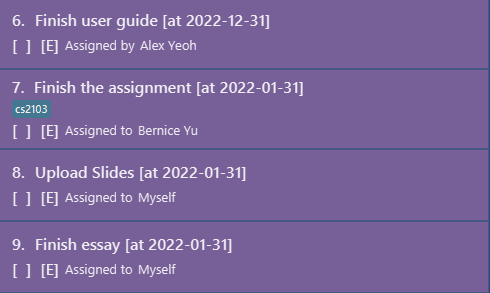 6. Finish user guide [at 2022-12-31]
[ ] [E] Assigned by Alex Yeoh
7. Finish the assignment [at 2022-01-31]
cs2103
[ ] [E] Assigned to Bernice Yu
8. Upload Slides [at 2022-01-31]
[ ] [E] Assigned to Myself
9. Finish essay [at 2022-01-31]
[ ] [E] Assigned to Myself